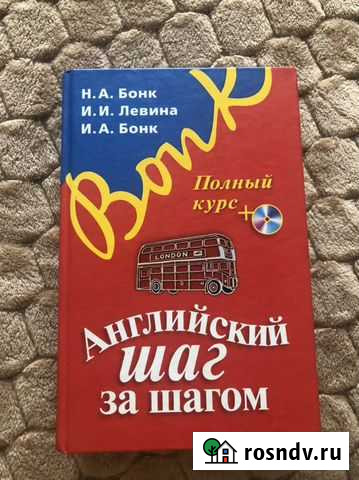 Н. А. Бонк
И. И. Левина
И. А. Бонк
Bonk
Полный
курс +
LONDON
Английский
шаг
за шагом
rosndv.ru